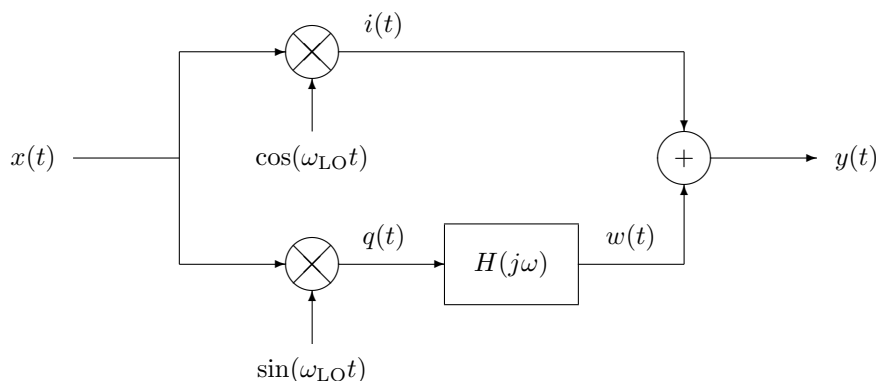 i(t)
x(t)
cos(ω_LO t)
+
y(t)
q(t)
H(jω)
w(t)
sin(ω_LO t)